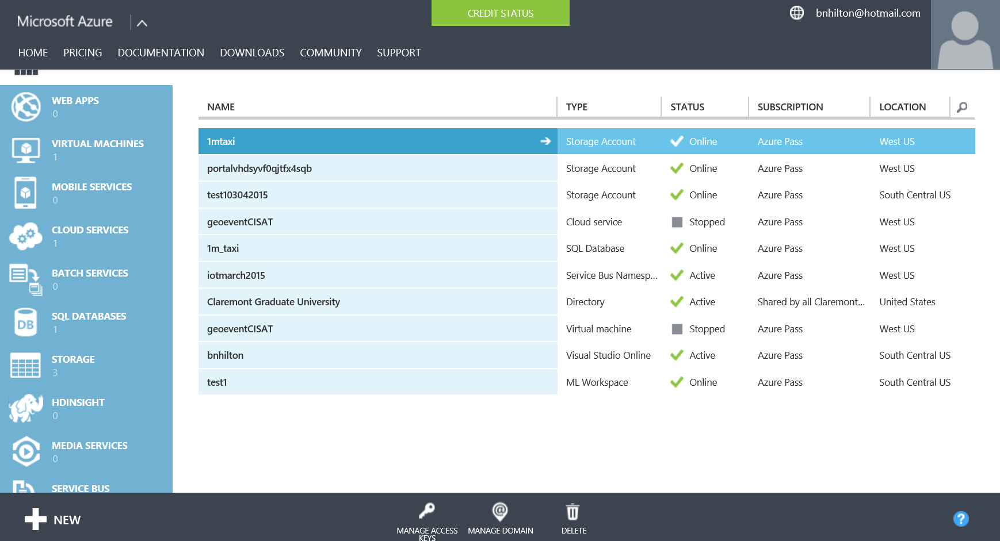 Microsoft Azure
CREDIT STATUS
bnhilton@hotmail.com
HOME PRICING DOCUMENTATION DOWNLOADS COMMUNITY SUPPORT
WEB APPS
0
VIRTUAL MACHINES
1
MOBILE SERVICES
0
CLOUD SERVICES
1
BATCH SERVICES
0
DB
SQL DATABASES
1
STORAGE
3
HDINSIGHT
0
MEDIA SERVICES
0
SERVICE BUS
NAME TYPE STATUS SUBSCRIPTION LOCATION
1mtaxi Storage Account Online Azure Pass West US
portalvhdsyvf0qjtfx4sqb Storage Account Online Azure Pass West US
test103042015 Storage Account Online Azure Pass South Central US
geoeventCISAT Cloud service Stopped Azure Pass West US
1m_taxi SQL Database Online Azure Pass West US
iotmarch2015 Service Bus Namesp... Active Azure Pass West US
Claremont Graduate University Directory Active Shared by all Claremont... United States
geoeventCISAT Virtual machine Stopped Azure Pass West US
bnhilton Visual Studio Online Active Azure Pass South Central US
test1 ML Workspace Online Azure Pass South Central US
NEW
MANAGE ACCESS
KEYS
@
MANAGE DOMAIN
DELETE
?